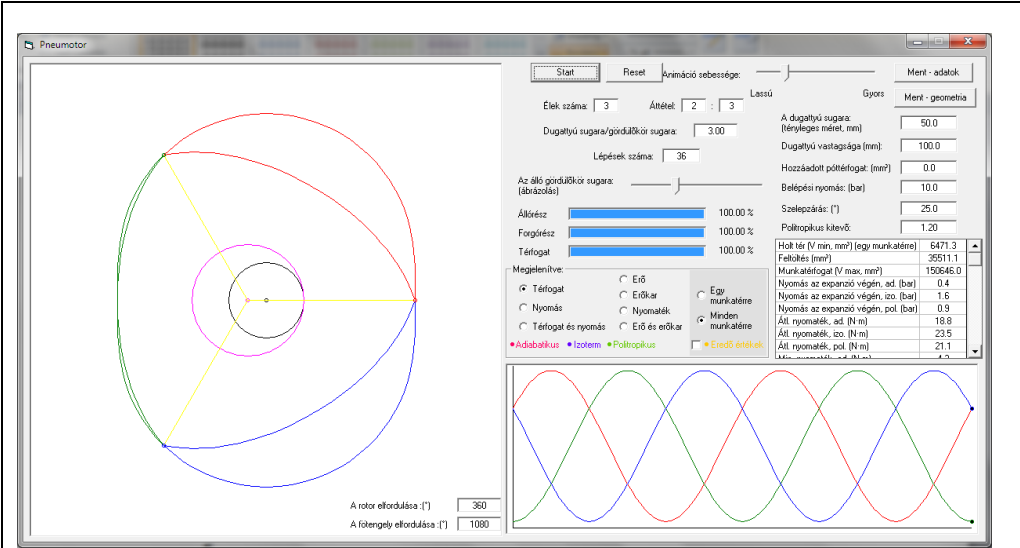 Pneumotor
Start
Reset
Animáció sebessége:
Lassú
Gyors
Ment - adatok
Ment - geometria
Élek száma: 3
Áttétel: 2 : 3
Dugattyú sugara/gördülőkör sugara: 3.00
Lépések száma: 36
Az álló gördülőkör sugara:
(ábrázolás)
Állórész 100.00 %
Forgórész 100.00 %
Térfogat 100.00 %
A dugattyú sugara:
(tényleges méret, mm) 50.0
Dugattyú vastagsága (mm): 100.0
Hozzáadott póttérfogat: (mm³) 0.0
Belépési nyomás: (bar) 10.0
Szelepzárás: (°) 25.0
Politropikus kitevő: 1.20
Megjelenítve:
Térfogat
Nyomás
Térfogat és nyomás
Erő
Erőkar
Nyomaték
Erő és erőkar
Egy
munkatérre
Minden
munkatérre
Adiabatikus
Izoterm
Politropikus
Eredő értékek
Holt tér (V min, mm³) (egy munkatérre) 6471.3
Feltöltés (mm³) 35511.1
Munkatérfogat (V max, mm³) 150646.0
Nyomás az expanzió végén, ad. (bar) 0.4
Nyomás az expanzió végén, izo. (bar) 1.6
Nyomás az expanzió végén, pol. (bar) 0.9
Átl. nyomaték, ad. (N·m) 18.8
Átl. nyomaték, izo. (N·m) 23.5
Átl. nyomaték, pol. (N·m) 21.1
A rotor elfordulása :(°) 360
A főtengely elfordulása :(°) 1080